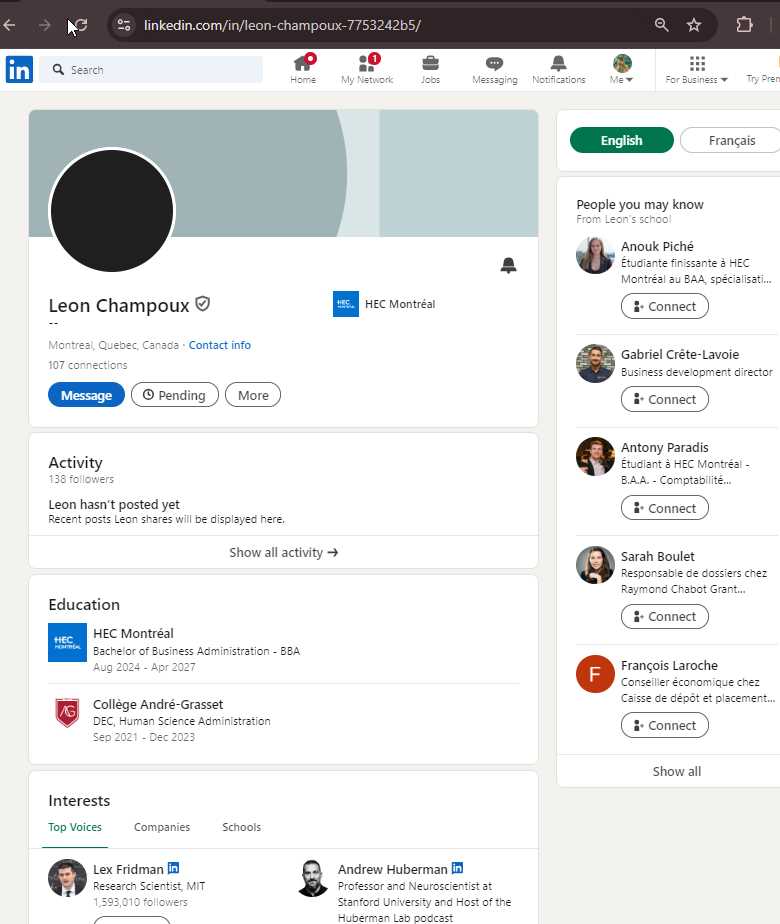 linkedin.com/in/leon-champoux-7753242b5/
in
Search
Home
1
My Network
Jobs
Messaging
Notifications
Me
For Business
Try Pre
Leon Champoux
--
Montreal, Quebec, Canada · Contact info
107 connections
HEC Montréal
Message
Pending
More
Activity
138 followers
Leon hasn't posted yet
Recent posts Leon shares will be displayed here.
Show all activity →
Education
HEC MONTRÉAL
HEC Montréal
Bachelor of Business Administration - BBA
Aug 2024 - Apr 2027
AG
Collège André-Grasset
DEC, Human Science Administration
Sep 2021 - Dec 2023
Interests
Top Voices
Companies
Schools
Lex Fridman in
Research Scientist, MIT
1,593,010 followers
Andrew Huberman in
Professor and Neuroscientist at
Stanford University and Host of the
Huberman Lab podcast
English
Français
People you may know
From Leon's school
Anouk Piché
Étudiante finissante à HEC
Montréal au BAA, spécialisati...
Connect
Gabriel Crête-Lavoie
Business development director
Connect
Antony Paradis
Étudiant à HEC Montréal -
B.A.A. - Comptabilité...
Connect
Sarah Boulet
Responsable de dossiers chez
Raymond Chabot Grant...
Connect
F
François Laroche
Conseiller économique chez
Caisse de dépôt et placement...
Connect
Show all